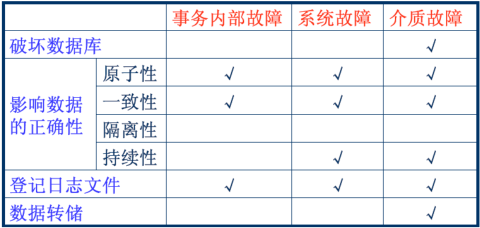 事务内部故障 系统故障 介质故障
破坏数据库 √
影响数据的正确性 原子性 √ √ √
一致性 √ √ √
隔离性
持续性 √ √
登记日志文件 √ √ √
数据转储 √